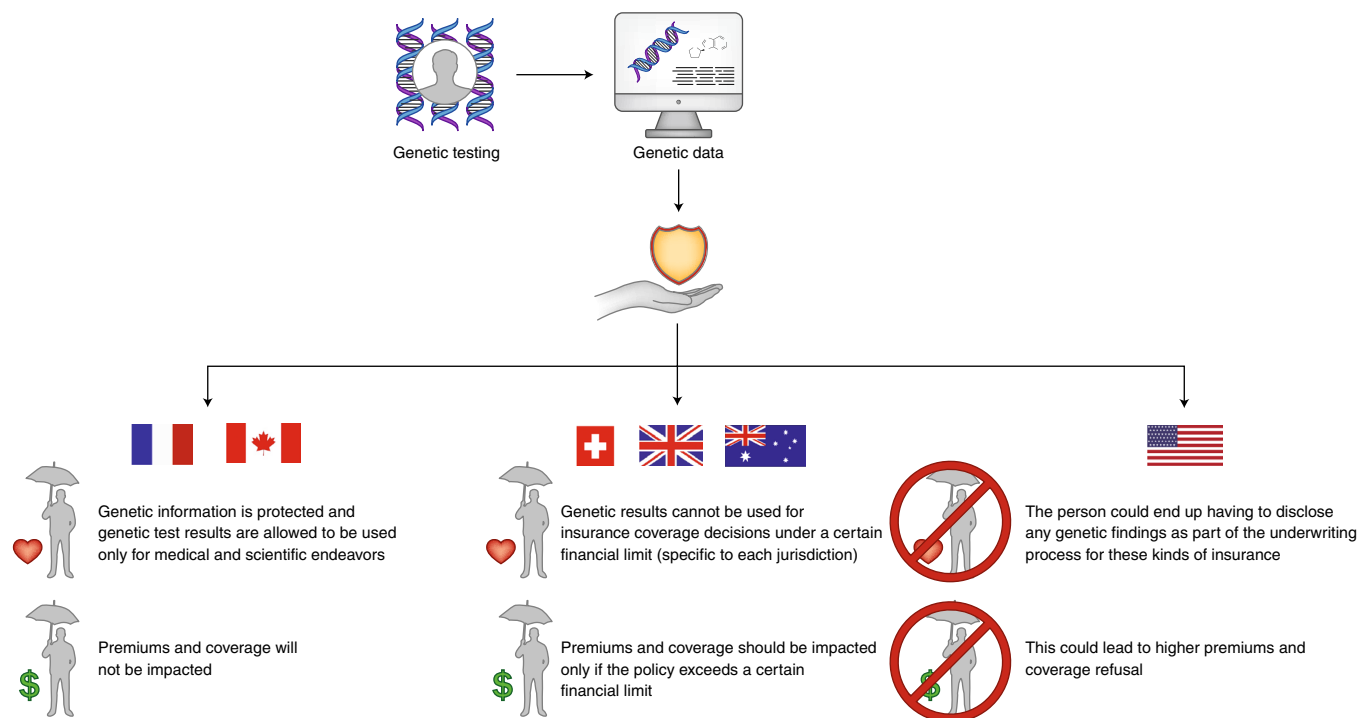 Genetic testing
Genetic data
Genetic information is protected and
genetic test results are allowed to be used
only for medical and scientific endeavors
Genetic results cannot be used for
insurance coverage decisions under a certain
financial limit (specific to each jurisdiction)
The person could end up having to disclose
any genetic findings as part of the underwriting
process for these kinds of insurance
$
Premiums and coverage will
not be impacted
$
Premiums and coverage should be impacted
only if the policy exceeds a certain
financial limit
$
This could lead to higher premiums and
coverage refusal